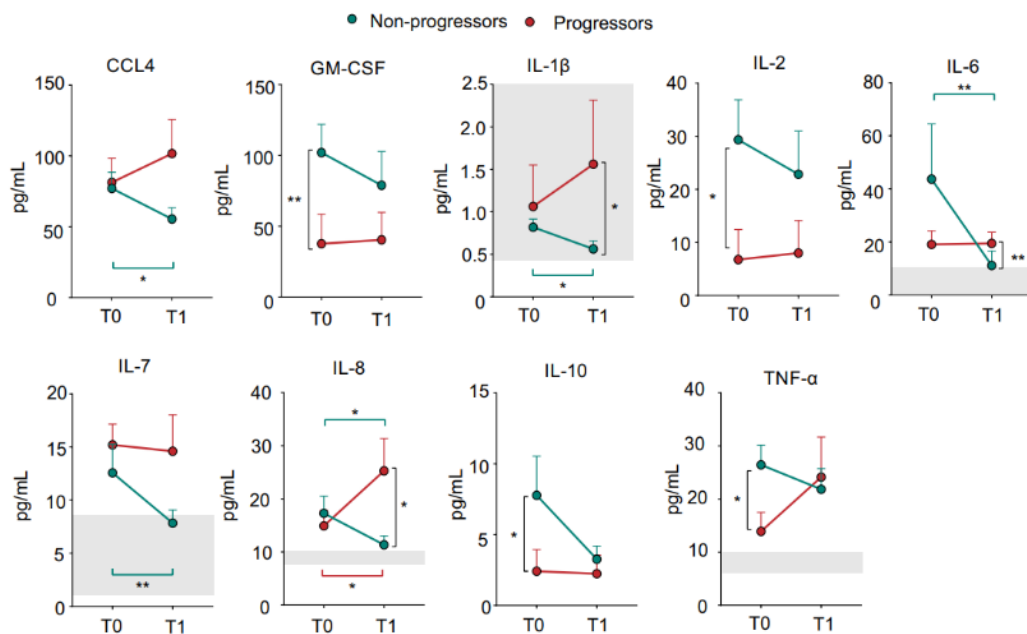 Non-progressors Progressors
CCL4
150
100
50
0
pg/mL
*
T0 T1
GM-CSF
150
100
50
0
pg/mL
**
T0 T1
IL-1β
2.5
2.0
1.5
1.0
0.5
0
pg/mL
*
*
T0 T1
IL-2
40
30
20
10
0
pg/mL
*
T0 T1
IL-6
80
60
40
20
0
pg/mL
**
**
T0 T1
IL-7
20
15
10
5
0
pg/mL
**
T0 T1
IL-8
40
30
20
10
0
pg/mL
*
*
*
T0 T1
IL-10
15
10
5
0
pg/mL
*
T0 T1
TNF-α
40
30
20
10
0
pg/mL
*
T0 T1